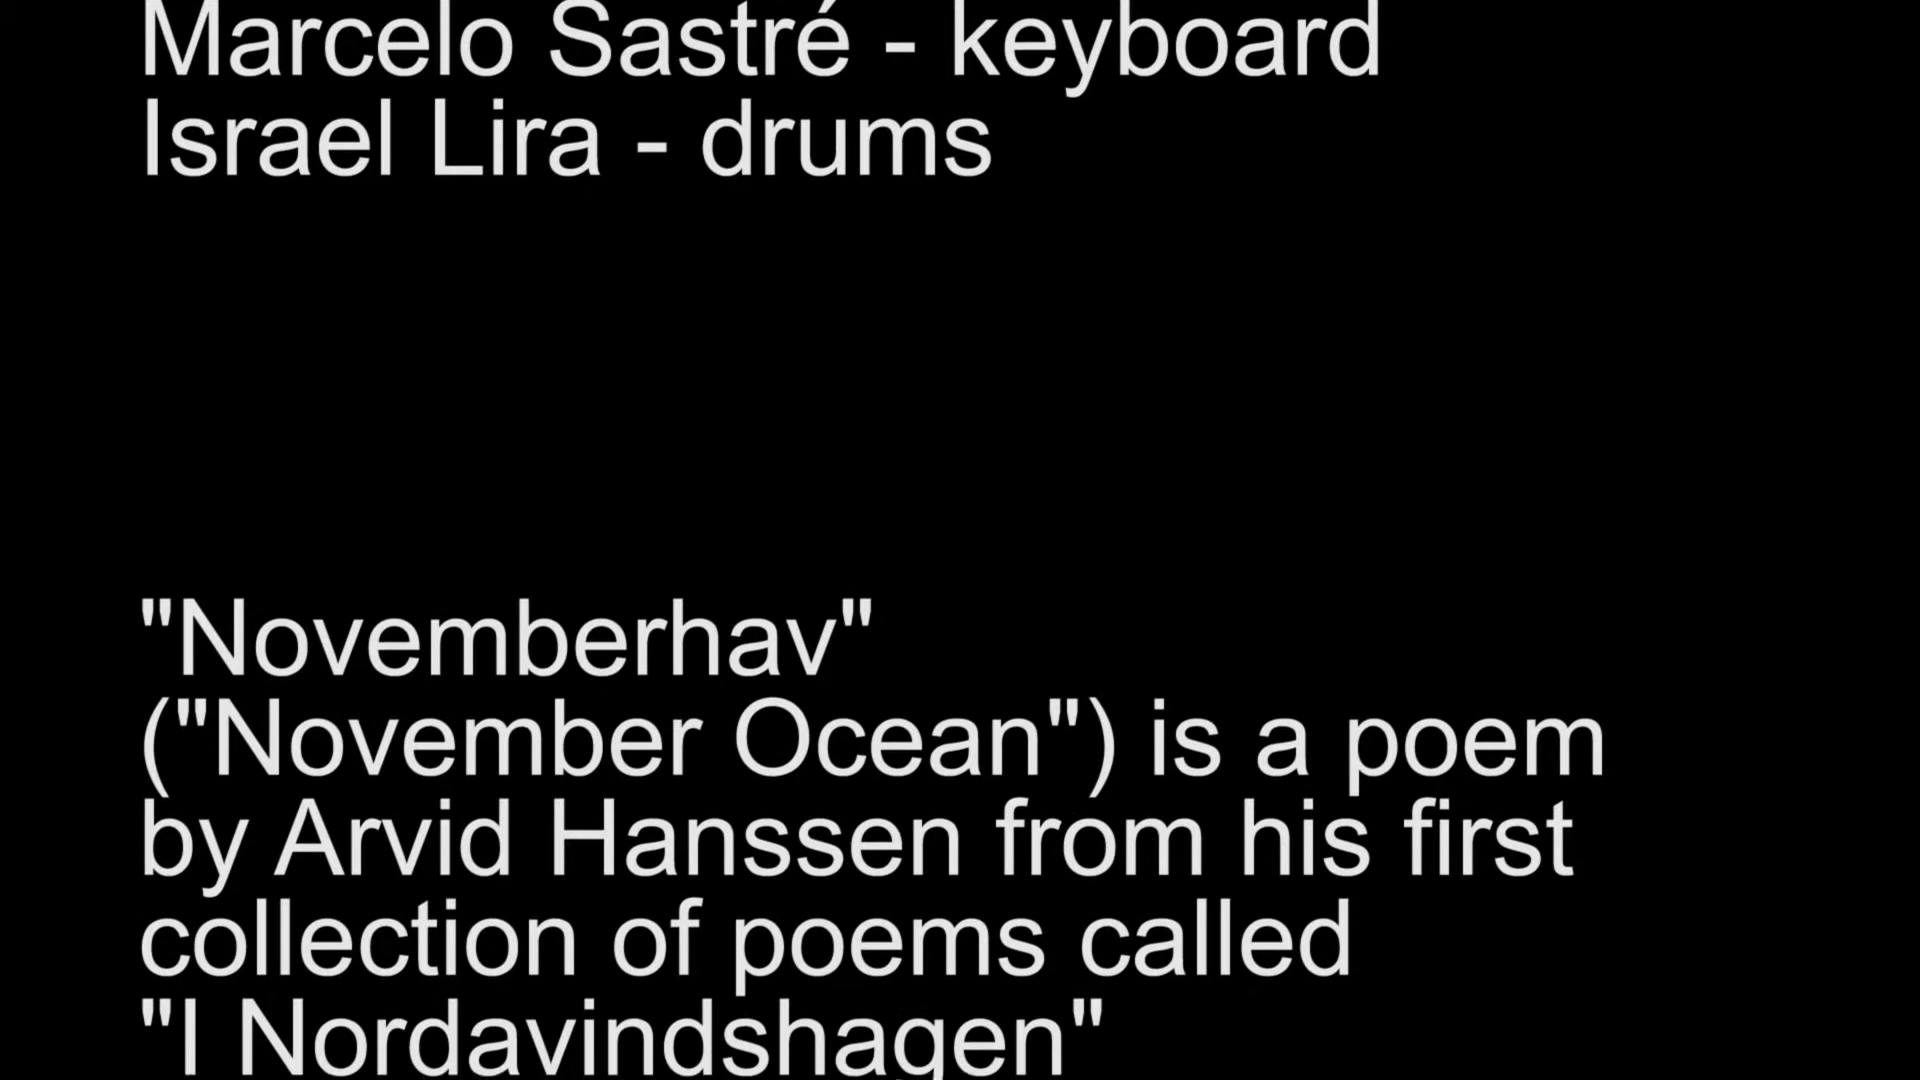 Marcelo Sastré - keyboard
Israel Lira - drums
"Novemberhav"
("November Ocean") is a poem
by Arvid Hanssen from his first
collection of poems called
"I Nordavindshagen"